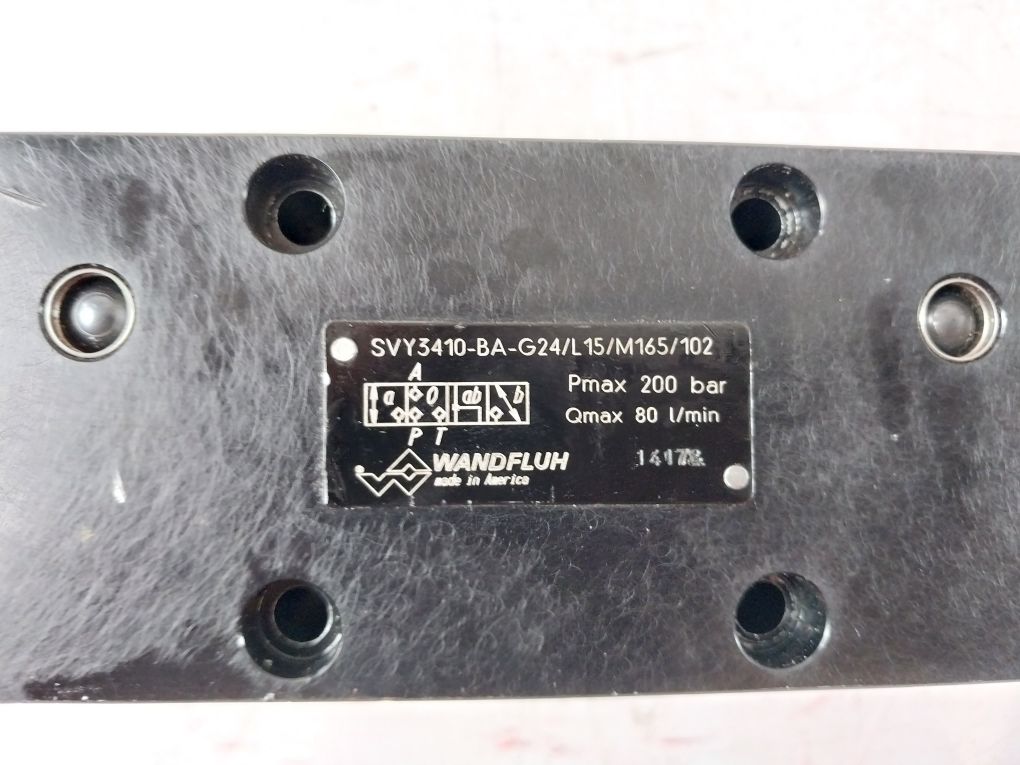 SVY3410-BA-G24/L15/M165/102
A
a 0 ab b
P T
Pmax 200 bar
Qmax 80 l/min
WANDFLUH
made in America